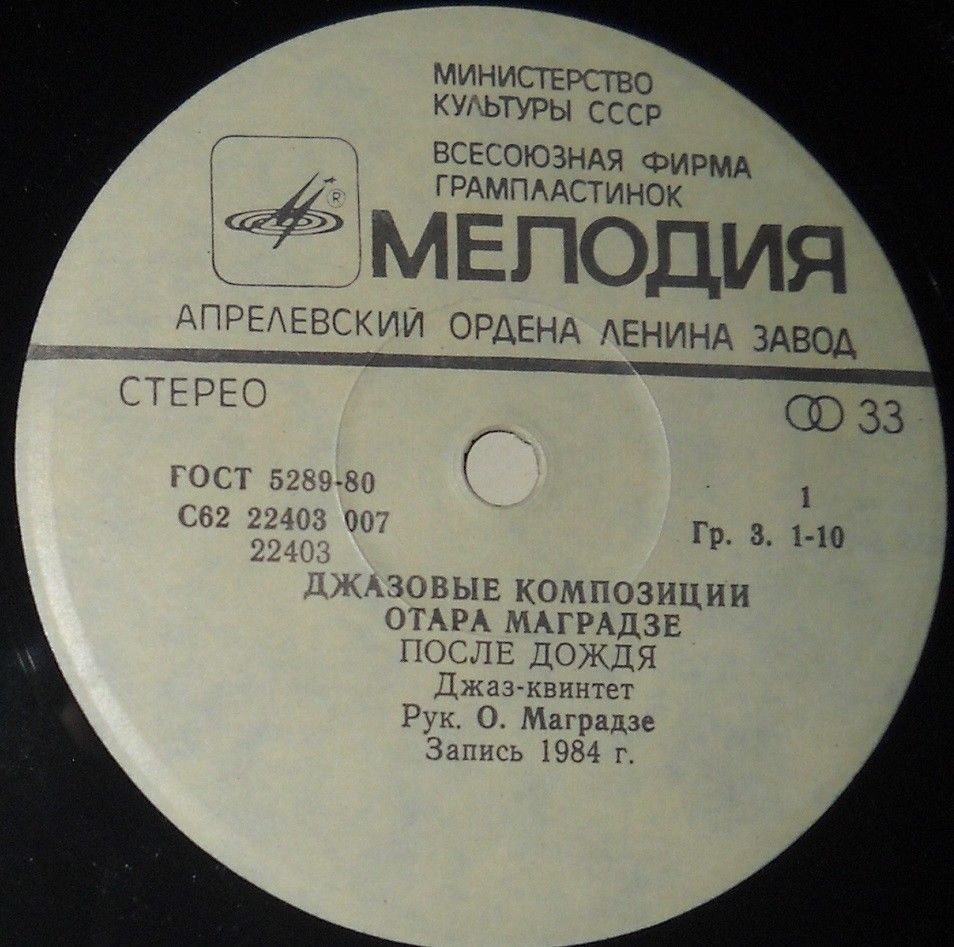 МИНИСТЕРСТВО
КУЛЬТУРЫ СССР
ВСЕСОЮЗНАЯ ФИРМА
ГРАМПЛАСТИНОК
®
МЕЛОДИЯ
АПРЕЛЕВСКИЙ ОРДЕНА ЛЕНИНА ЗАВОД
СТЕРЕО
33
ГОСТ 5289-80
С62 22403 007
22403
1
Гр. 3. 1-10
ДЖАЗОВЫЕ КОМПОЗИЦИИ
ОТАРА МАГРАДЗЕ
ПОСЛЕ ДОЖДЯ
Джаз-квинтет
Рук. О. Маградзе
Запись 1984 г.